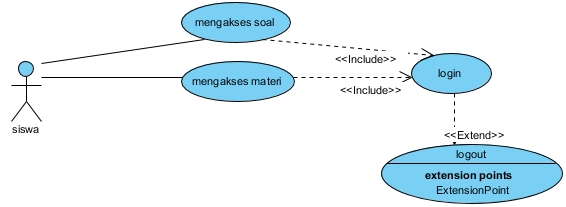 mengakses soal
<<Include>>
mengakses materi
login
<<Include>>
siswa
<<Extend>>
logout
extension points
ExtensionPoint